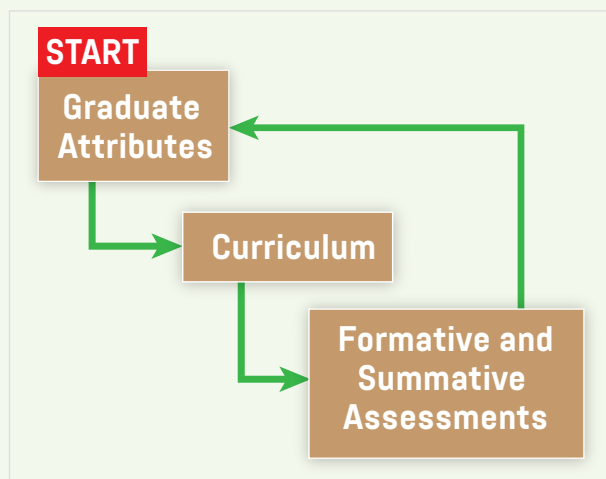 START
Graduate
Attributes
Curriculum
Formative and
Summative
Assessments